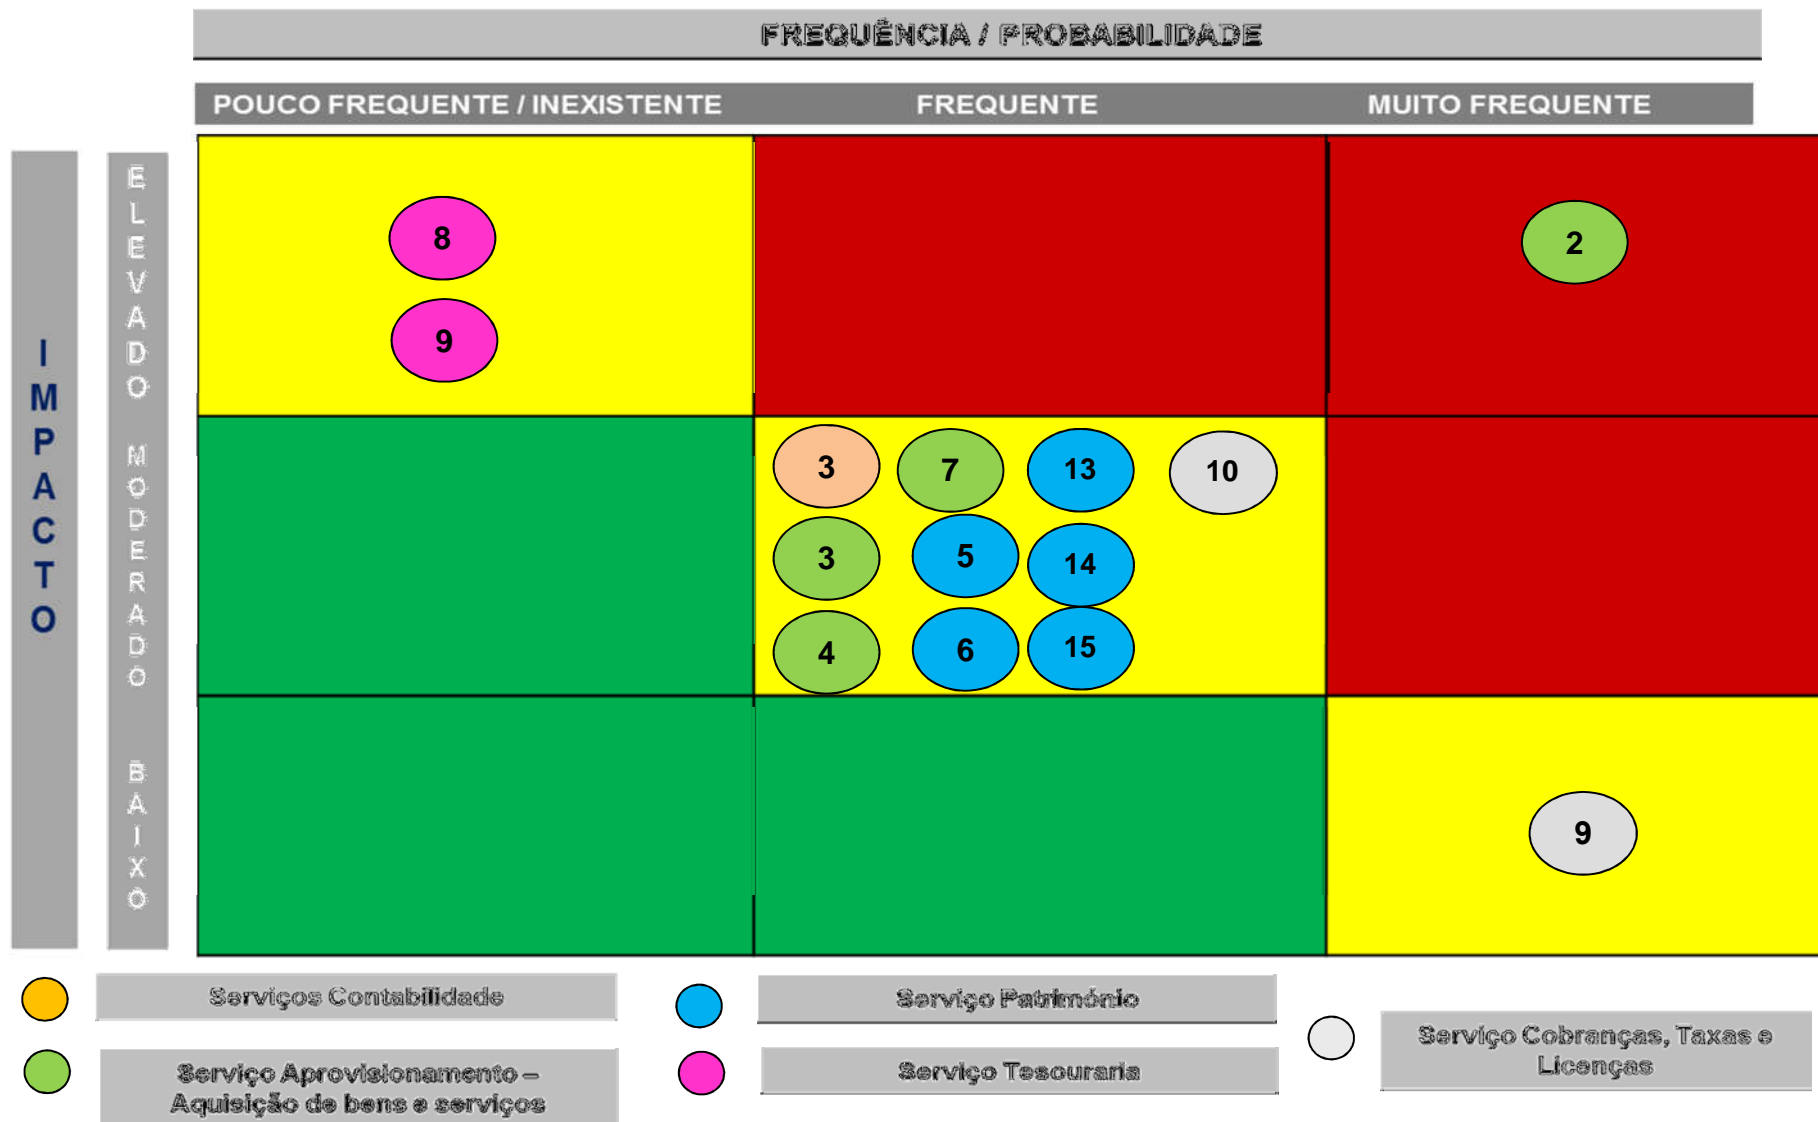 FREQUÊNCIA / PROBABILIDADE
POUCO FREQUENTE / INEXISTENTE
FREQUENTE
MUITO FREQUENTE
IMPACTO
ELEVADO
MODERADO
BAIXO
8
2
9
3
7
13
10
3
5
14
4
6
15
9
Serviços Contabilidade
Serviço Património
Serviço Cobranças, Taxas e
Licenças
Serviço Aprovisionamento –
Aquisição de bens e serviços
Serviço Tesouraria